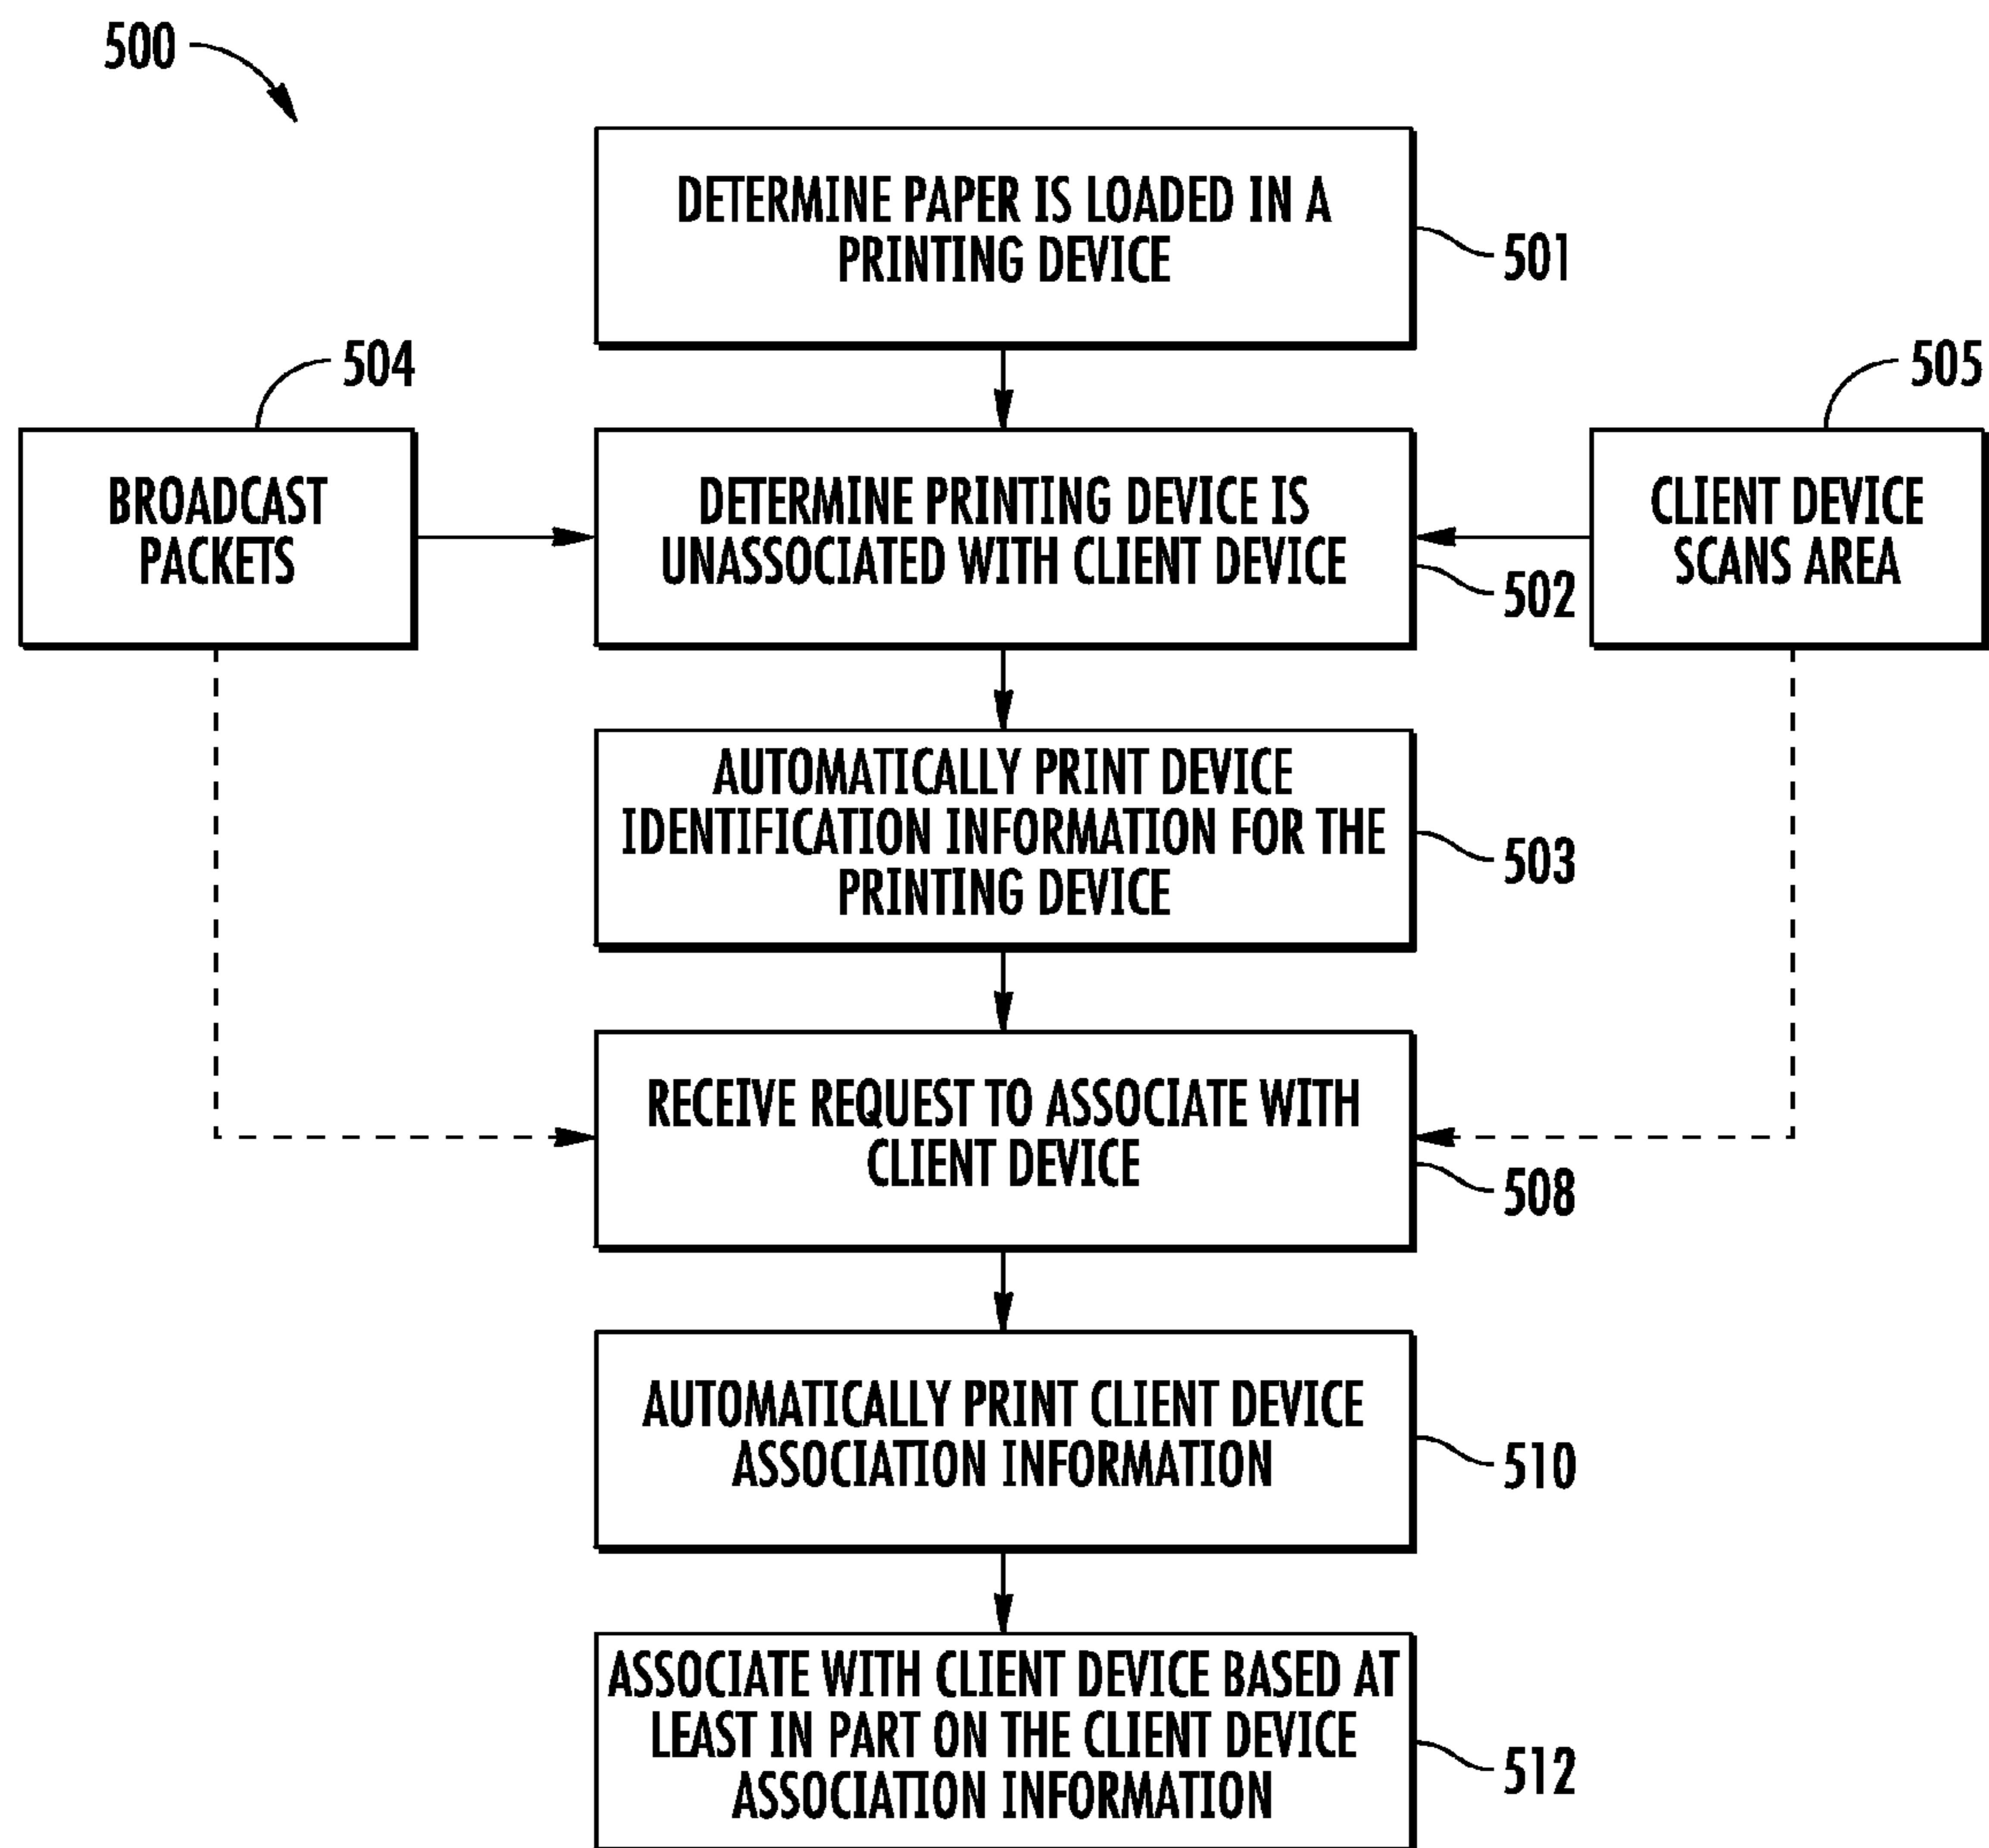 500
DETERMINE PAPER IS LOADED IN A
PRINTING DEVICE
501
504
505
BROADCAST
PACKETS
DETERMINE PRINTING DEVICE IS
UNASSOCIATED WITH CLIENT DEVICE
502
CLIENT DEVICE
SCANS AREA
AUTOMATICALLY PRINT DEVICE
IDENTIFICATION INFORMATION FOR THE
PRINTING DEVICE
503
RECEIVE REQUEST TO ASSOCIATE WITH
CLIENT DEVICE
508
AUTOMATICALLY PRINT CLIENT DEVICE
ASSOCIATION INFORMATION
510
ASSOCIATE WITH CLIENT DEVICE BASED AT
LEAST IN PART ON THE CLIENT DEVICE
ASSOCIATION INFORMATION
512